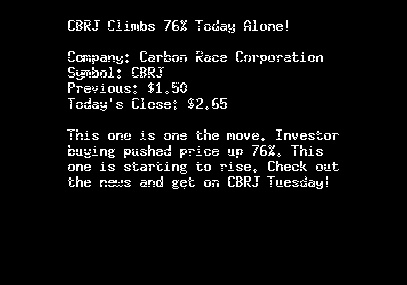 CBRJ Climbs 76% Today Alone!
Company: Carbon Race Corporation
Symbol: CBRJ
Previous: $1.50
Today's Close: $2.65
This one is one the move. Investor
buying pushed price up 76%. This
one is starting to rise. Check out
the news and get on CBRJ Tuesday!